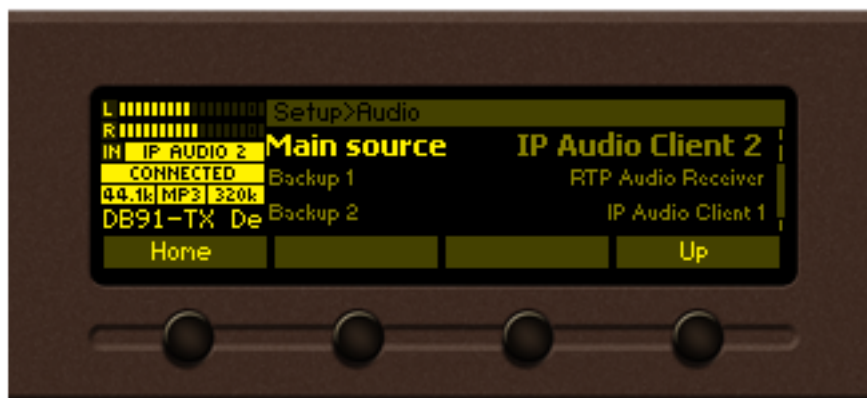 L
R
IN IP AUDIO 2
CONNECTED
44.1k MP3 320k
DB91-TX De
Setup>Audio
Main source IP Audio Client 2
Backup 1 RTP Audio Receiver
Backup 2 IP Audio Client 1
Home Up